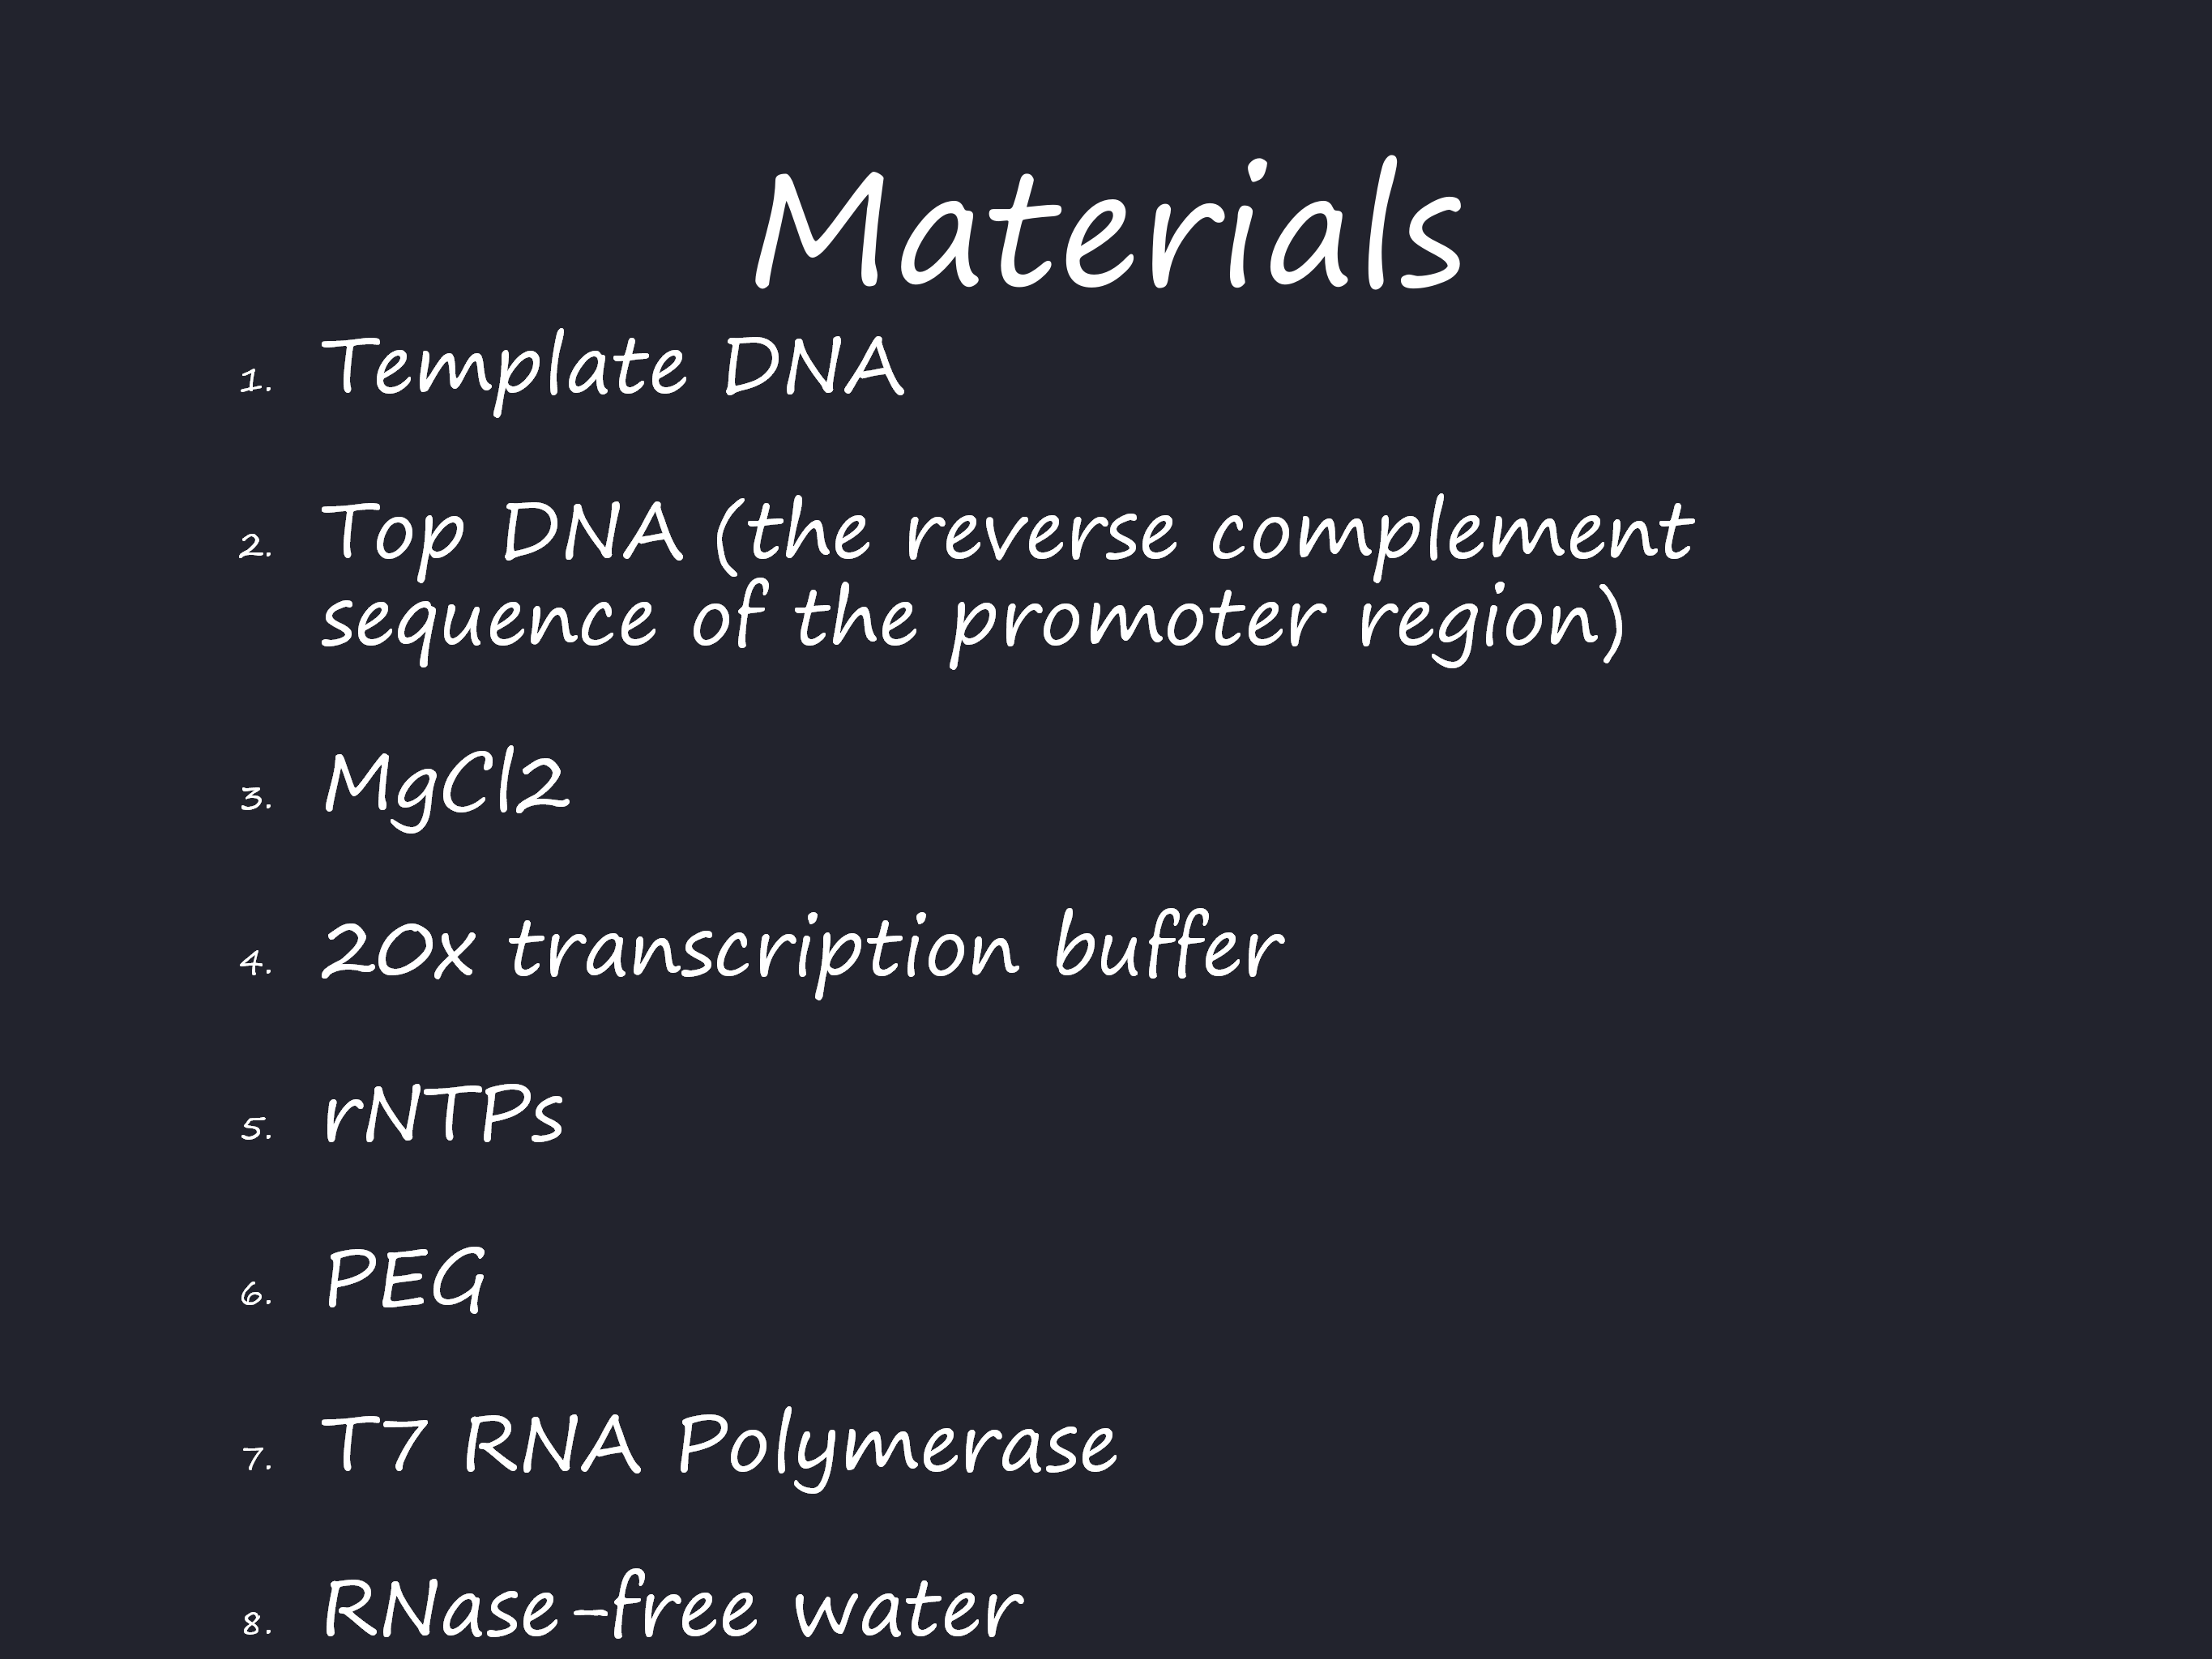 Materials
1. Template DNA
2. Top DNA (the reverse complement
sequence of the promoter region)
3. MgCl2
4. 20x transcription buffer
5. rNTPs
6. PEG
7. T7 RNA Polymerase
8. RNase-free water